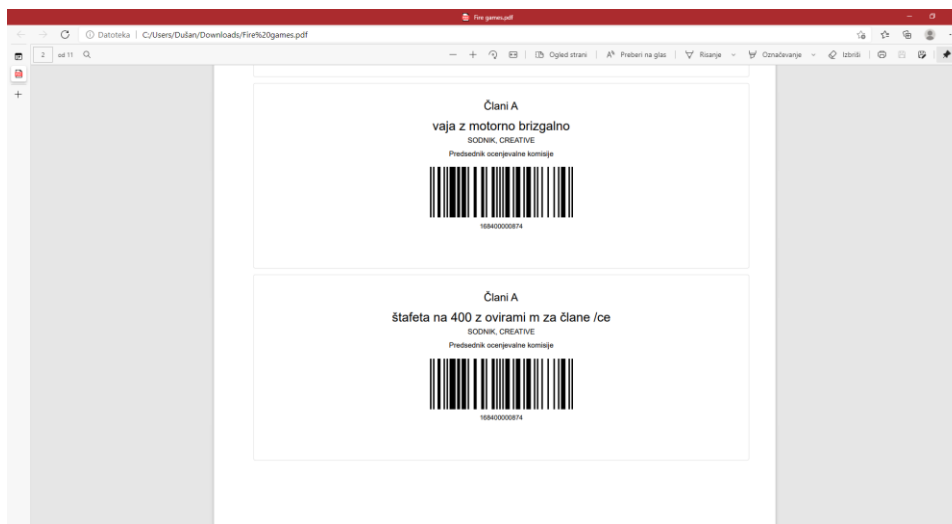 Fire games.pdf
Datoteka | C:/Users/Dušan/Downloads/Fire%20games.pdf
2 od 11 Ogled strani Preberi na glas Risanje Označevanje Izbriši
Člani A
vaja z motorno brizgalno
SODNIK, CREATIVE
Predsednik ocenjevalne komisije
168400000874
Člani A
štafeta na 400 z ovirami m za člane /ce
SODNIK, CREATIVE
Predsednik ocenjevalne komisije
168400000874